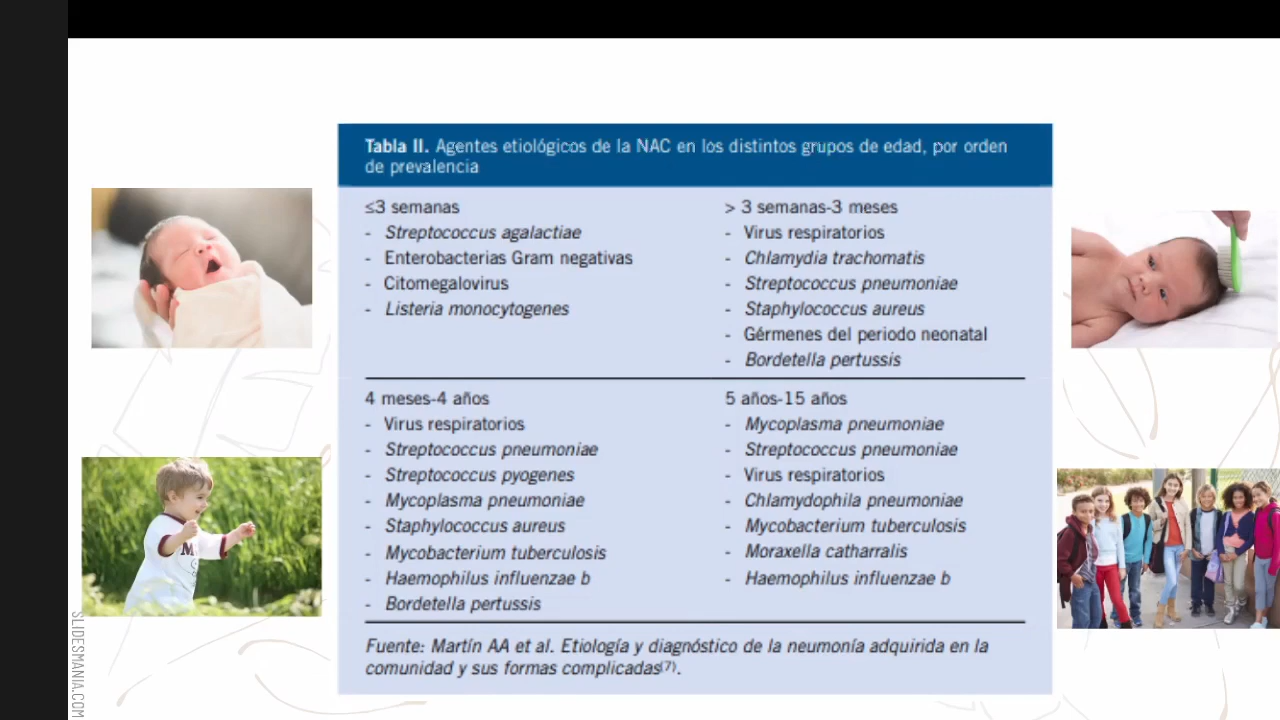 Tabla II. Agentes etiológicos de la NAC en los distintos grupos de edad, por orden
de prevalencia
≤3 semanas
- Streptococcus agalactiae
- Enterobacterias Gram negativas
- Citomegalovirus
- Listeria monocytogenes
> 3 semanas-3 meses
- Virus respiratorios
- Chlamydia trachomatis
- Streptococcus pneumoniae
- Staphylococcus aureus
- Gérmenes del periodo neonatal
- Bordetella pertussis
4 meses-4 años
- Virus respiratorios
- Streptococcus pneumoniae
- Streptococcus pyogenes
- Mycoplasma pneumoniae
- Staphylococcus aureus
- Mycobacterium tuberculosis
- Haemophilus influenzae b
- Bordetella pertussis
5 años-15 años
- Mycoplasma pneumoniae
- Streptococcus pneumoniae
- Virus respiratorios
- Chlamydophila pneumoniae
- Mycobacterium tuberculosis
- Moraxella catharralis
- Haemophilus influenzae b
Fuente: Martín AA et al. Etiología y diagnóstico de la neumonía adquirida en la
comunidad y sus formas complicadas(7).
M
SLIDESMANIA.COM